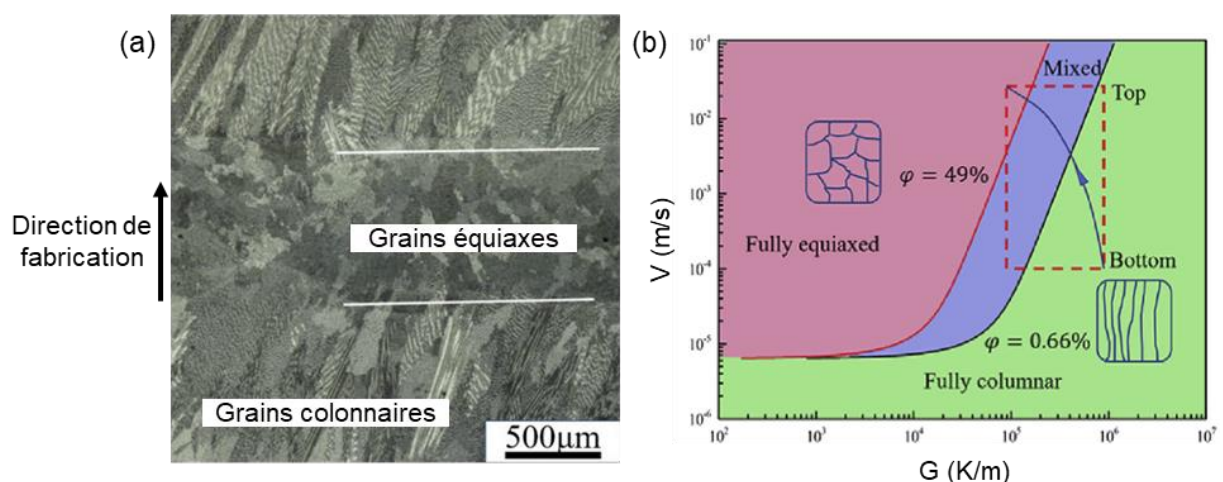 (a)
Direction de
fabrication
Grains équiaxes
Grains colonnaires
500μm
(b)
V (m/s)
10⁻¹
10⁻²
10⁻³
10⁻⁴
10⁻⁵
10⁻⁶
Mixed
Top
φ = 49%
Fully equiaxed
Bottom
φ = 0.66%
Fully columnar
10² 10³ 10⁴ 10⁵ 10⁶ 10⁷
G (K/m)